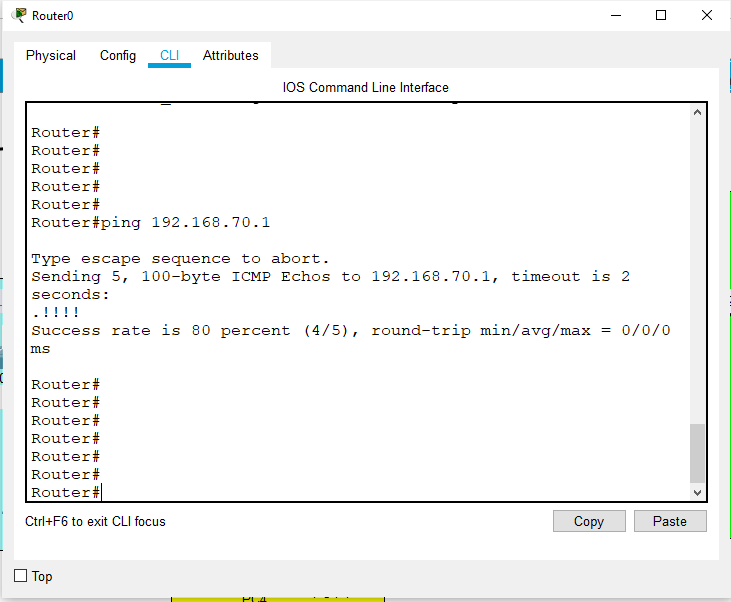 Router0
Physical Config CLI Attributes
IOS Command Line Interface
Router#
Router#
Router#
Router#
Router#
Router#ping 192.168.70.1
Type escape sequence to abort.
Sending 5, 100-byte ICMP Echos to 192.168.70.1, timeout is 2
seconds:
.!!!!
Success rate is 80 percent (4/5), round-trip min/avg/max = 0/0/0
ms
Router#
Router#
Router#
Router#
Router#
Router#
Router#
Ctrl+F6 to exit CLI focus
Copy Paste
Top